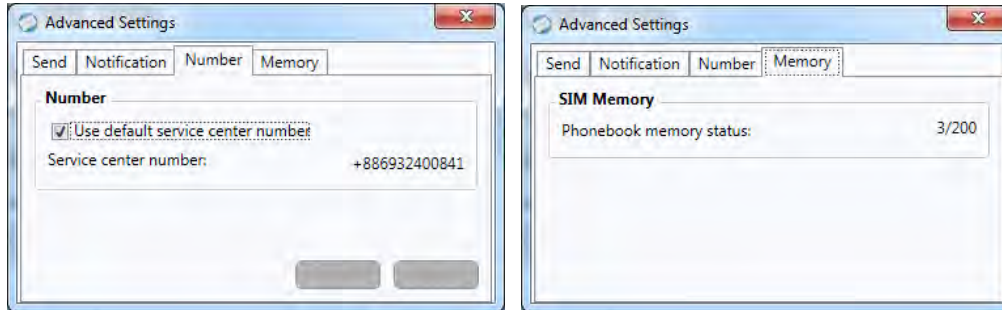 Advanced Settings
Send Notification Number Memory
Number
Use default service center number
Service center number: +886932400841
Advanced Settings
Send Notification Number Memory
SIM Memory
Phonebook memory status: 3/200